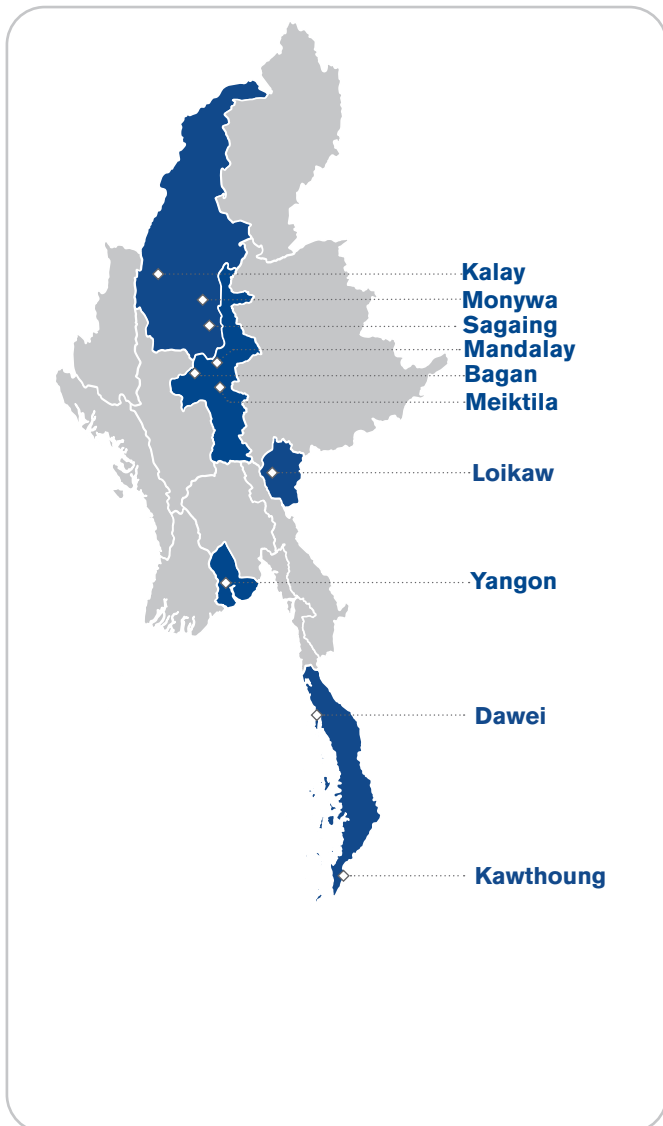 Kalay
Monywa
Sagaing
Mandalay
Bagan
Meiktila
Loikaw
Yangon
Dawei
Kawthoung